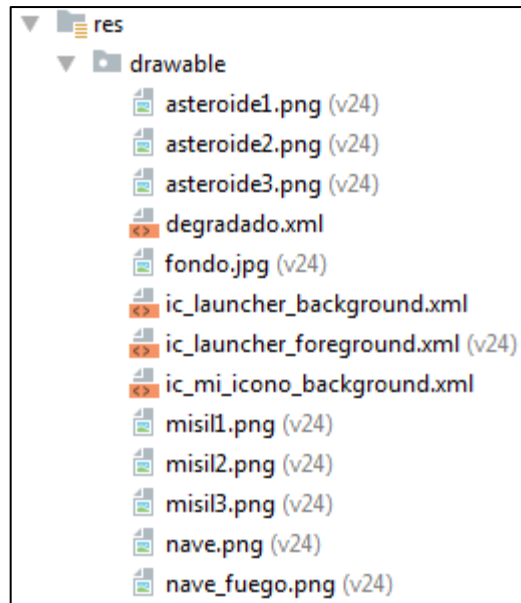 res
drawable
asteroide1.png (v24)
asteroide2.png (v24)
asteroide3.png (v24)
degradado.xml
fondo.jpg (v24)
ic_launcher_background.xml
ic_launcher_foreground.xml (v24)
ic_mi_icono_background.xml
misil1.png (v24)
misil2.png (v24)
misil3.png (v24)
nave.png (v24)
nave_fuego.png (v24)